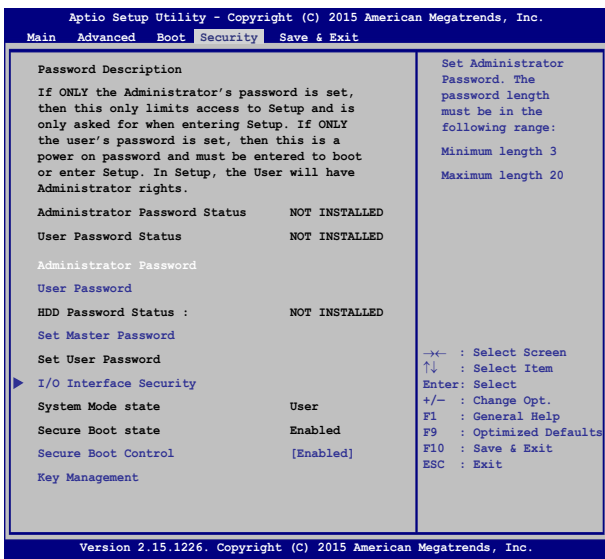 Aptio Setup Utility - Copyright (C) 2015 American Megatrends, Inc.
Main Advanced Boot Security Save & Exit
Password Description
If ONLY the Administrator's password is set,
then this only limits access to Setup and is
only asked for when entering Setup. If ONLY
the user's password is set, then this is a
power on password and must be entered to boot
or enter Setup. In Setup, the User will have
Administrator rights.
Administrator Password Status NOT INSTALLED
User Password Status NOT INSTALLED
Administrator Password
User Password
HDD Password Status : NOT INSTALLED
Set Master Password
Set User Password
I/O Interface Security
System Mode state User
Secure Boot state Enabled
Secure Boot Control [Enabled]
Key Management
Set Administrator
Password. The
password length
must be in the
following range:
Minimum length 3
Maximum length 20
→← : Select Screen
↑↓ : Select Item
Enter: Select
+/— : Change Opt.
F1 : General Help
F9 : Optimized Defaults
F10 : Save & Exit
ESC : Exit
Version 2.15.1226. Copyright (C) 2015 American Megatrends, Inc.